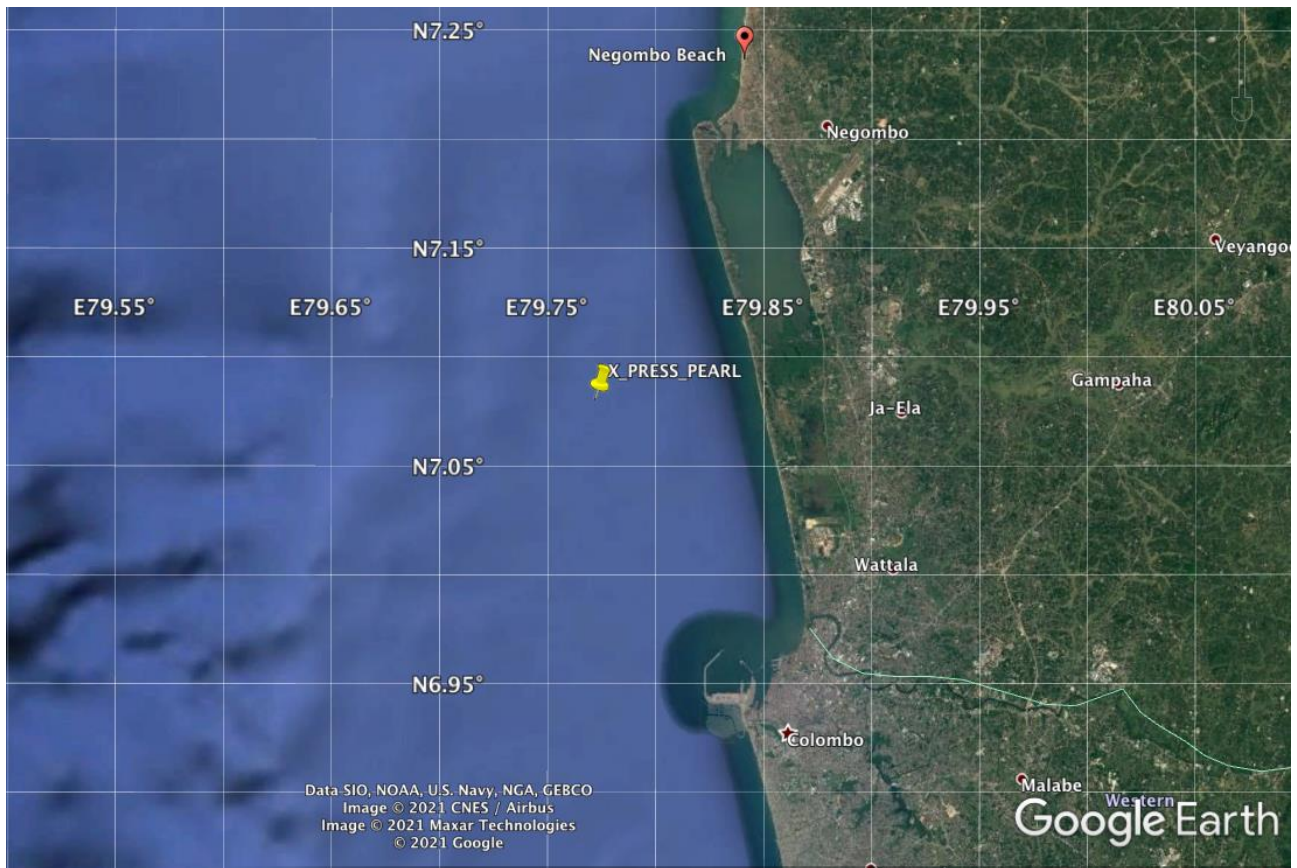 N7.25°
Negombo Beach
Negombo
N7.15°
Veyangod
E79.55°
E79.65°
E79.75°
E79.85°
E79.95°
E80.05°
X_PRESS_PEARL
Gampaha
Ja-Ela
N7.05°
Wattala
N6.95°
Colombo
Malabe
Western
Data SIO, NOAA, U.S. Navy, NGA, GEBCO
Image © 2021 CNES / Airbus
Image © 2021 Maxar Technologies
© 2021 Google
Google Earth